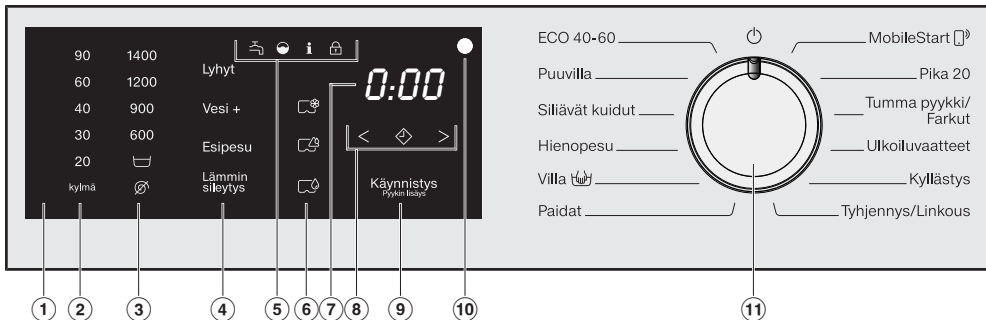 90
60
40
30
20
kylmä
1400
1200
900
600
Lyhyt
Vesi +
Esipesu
Lämmin
sileytys
i
0:00
< >
Käynnistys
Pyykin lisäys
ECO 40-60
Puuvilla
Siliävät kuidut
Hienopesu
Villa
Paidat
MobileStart
Pika 20
Tumma pyykki/
Farkut
Ulkoiluvaatteet
Kyllästys
Tyhjennys/Linkous
1 2 3 4 5 6 7 8 9 10 11